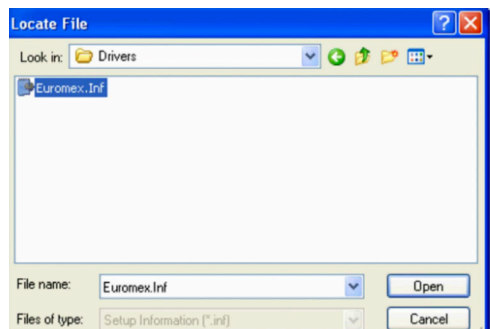 Locate File
Look in: Drivers
Euromex.Inf
File name: Euromex.Inf Open
Files of type: Setup Information (*.inf) Cancel